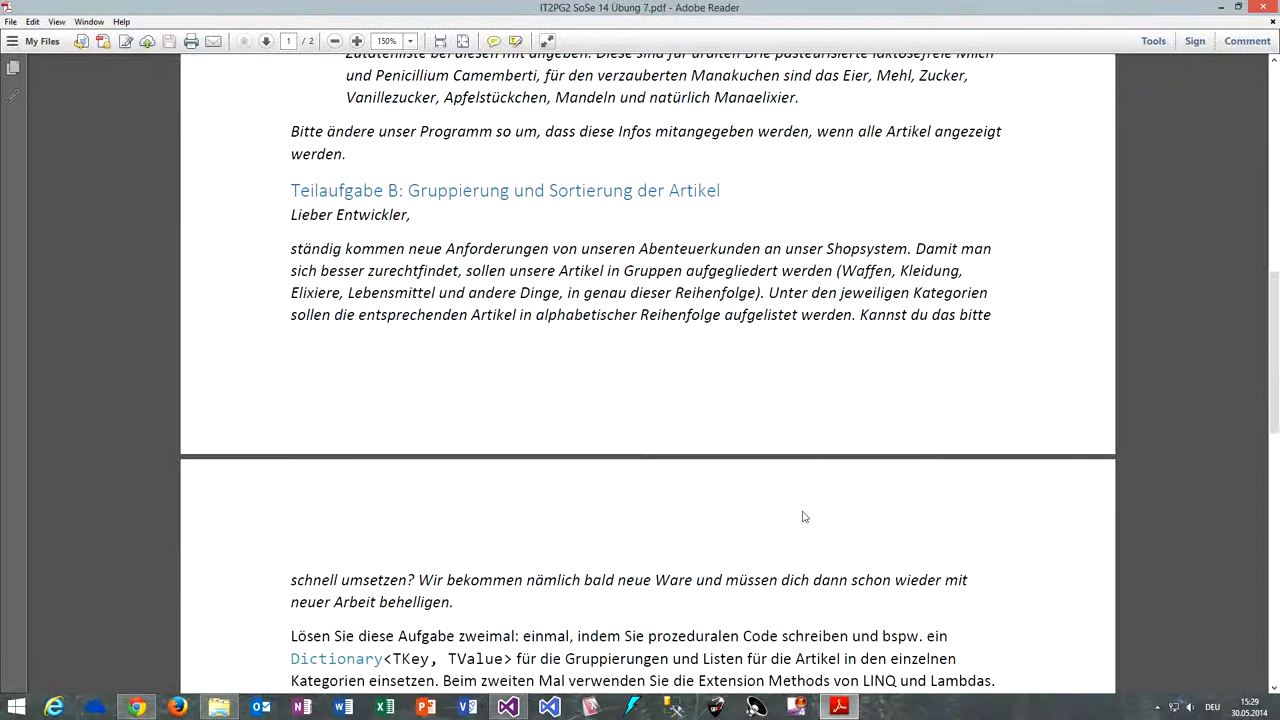 IT2PG2 SoSe 14 Übung 7.pdf - Adobe Reader
File Edit View Window Help
My Files 1 / 2 150% Tools Sign Comment
Zutatenliste bei diesen mitangeben. Diese sind für uralten Brie pasteurisierte laktosefreie Milch
und Penicillium Camemberti, für den verzauberten Manakuchen sind das Eier, Mehl, Zucker,
Vanillezucker, Apfelstückchen, Mandeln und natürlich Manaelixier.
Bitte ändere unser Programm so um, dass diese Infos mitangegeben werden, wenn alle Artikel angezeigt
werden.
Teilaufgabe B: Gruppierung und Sortierung der Artikel
Lieber Entwickler,
ständig kommen neue Anforderungen von unseren Abenteuerkunden an unser Shopsystem. Damit man
sich besser zurechtfindet, sollen unsere Artikel in Gruppen aufgegliedert werden (Waffen, Kleidung,
Elixiere, Lebensmittel und andere Dinge, in genau dieser Reihenfolge). Unter den jeweiligen Kategorien
sollen die entsprechenden Artikel in alphabetischer Reihenfolge aufgelistet werden. Kannst du das bitte
schnell umsetzen? Wir bekommen nämlich bald neue Ware und müssen dich dann schon wieder mit
neuer Arbeit behelligen.
Lösen Sie diese Aufgabe zweimal: einmal, indem Sie prozeduralen Code schreiben und bspw. ein
Dictionary<TKey, TValue> für die Gruppierungen und Listen für die Artikel in den einzelnen
Kategorien einsetzen. Beim zweiten Mal verwenden Sie die Extension Methods von LINQ und Lambdas.
DEU 15:29
30.05.2014